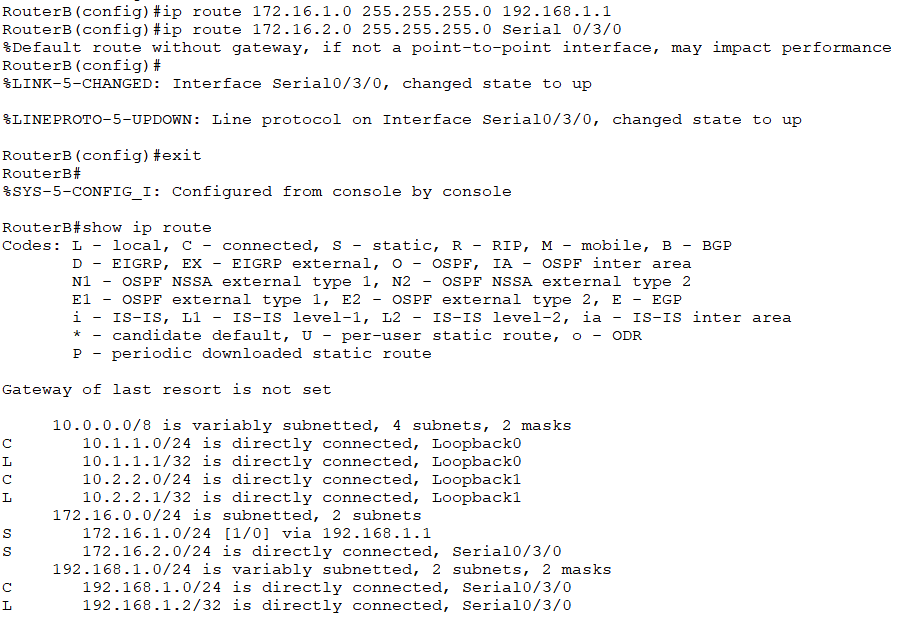 RouterB(config)#ip route 172.16.1.0 255.255.255.0 192.168.1.1
RouterB(config)#ip route 172.16.2.0 255.255.255.0 Serial 0/3/0
%Default route without gateway, if not a point-to-point interface, may impact performance
RouterB(config)#
%LINK-5-CHANGED: Interface Serial0/3/0, changed state to up
%LINEPROTO-5-UPDOWN: Line protocol on Interface Serial0/3/0, changed state to up
RouterB(config)#exit
RouterB#
%SYS-5-CONFIG_I: Configured from console by console
RouterB#show ip route
Codes: L - local, C - connected, S - static, R - RIP, M - mobile, B - BGP
       D - EIGRP, EX - EIGRP external, O - OSPF, IA - OSPF inter area
       N1 - OSPF NSSA external type 1, N2 - OSPF NSSA external type 2
       E1 - OSPF external type 1, E2 - OSPF external type 2, E - EGP
       i - IS-IS, L1 - IS-IS level-1, L2 - IS-IS level-2, ia - IS-IS inter area
       * - candidate default, U - per-user static route, o - ODR
       P - periodic downloaded static route
Gateway of last resort is not set
     10.0.0.0/8 is variably subnetted, 4 subnets, 2 masks
C       10.1.1.0/24 is directly connected, Loopback0
L       10.1.1.1/32 is directly connected, Loopback0
C       10.2.2.0/24 is directly connected, Loopback1
L       10.2.2.1/32 is directly connected, Loopback1
     172.16.0.0/24 is subnetted, 2 subnets
S       172.16.1.0/24 [1/0] via 192.168.1.1
S       172.16.2.0/24 is directly connected, Serial0/3/0
     192.168.1.0/24 is variably subnetted, 2 subnets, 2 masks
C       192.168.1.0/24 is directly connected, Serial0/3/0
L       192.168.1.2/32 is directly connected, Serial0/3/0